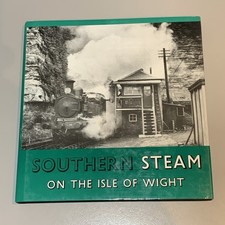 SOUTHERN STEAM
ON THE ISLE OF WIGHT